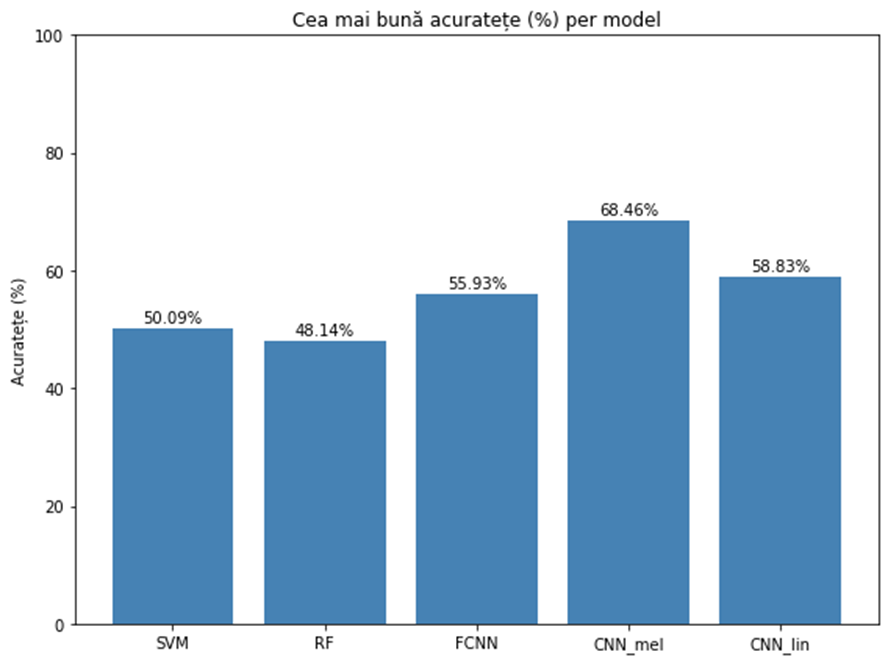 Cea mai bună acuratețe (%) per model
Acuratețe (%)
100
80
60
40
20
0
50.09%
48.14%
55.93%
68.46%
58.83%
SVM
RF
FCNN
CNN_mel
CNN_lin